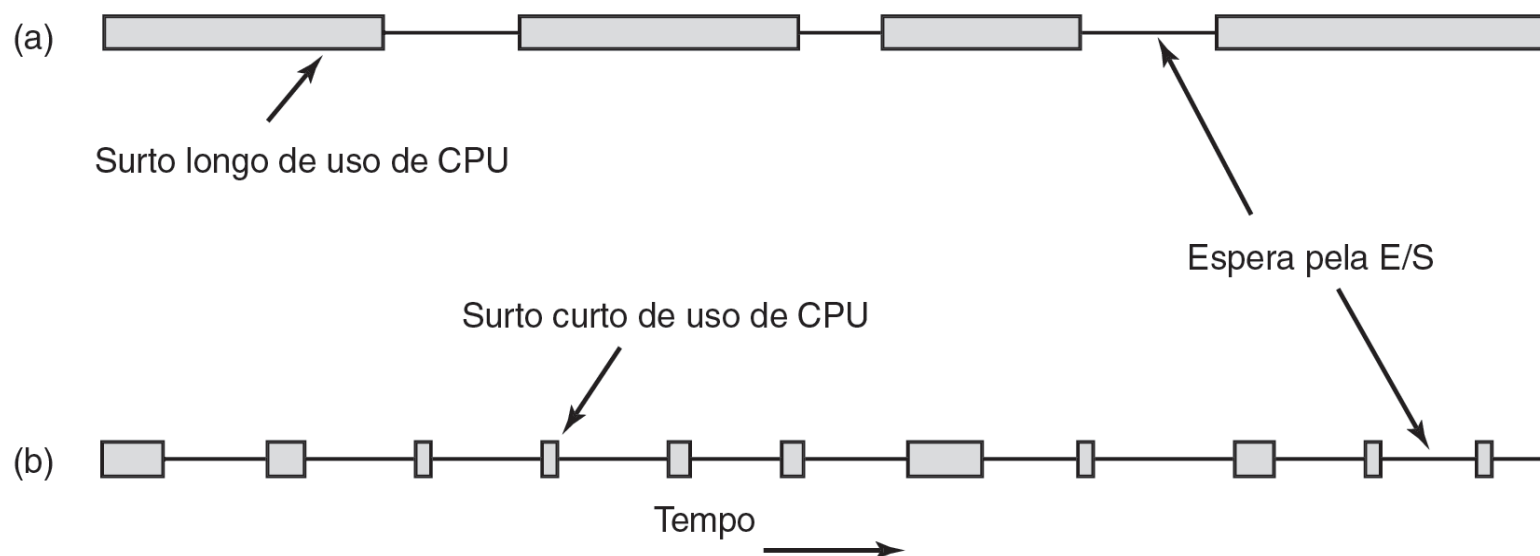 (a)
Surto longo de uso de CPU
Espera pela E/S
Surto curto de uso de CPU
(b)
Tempo